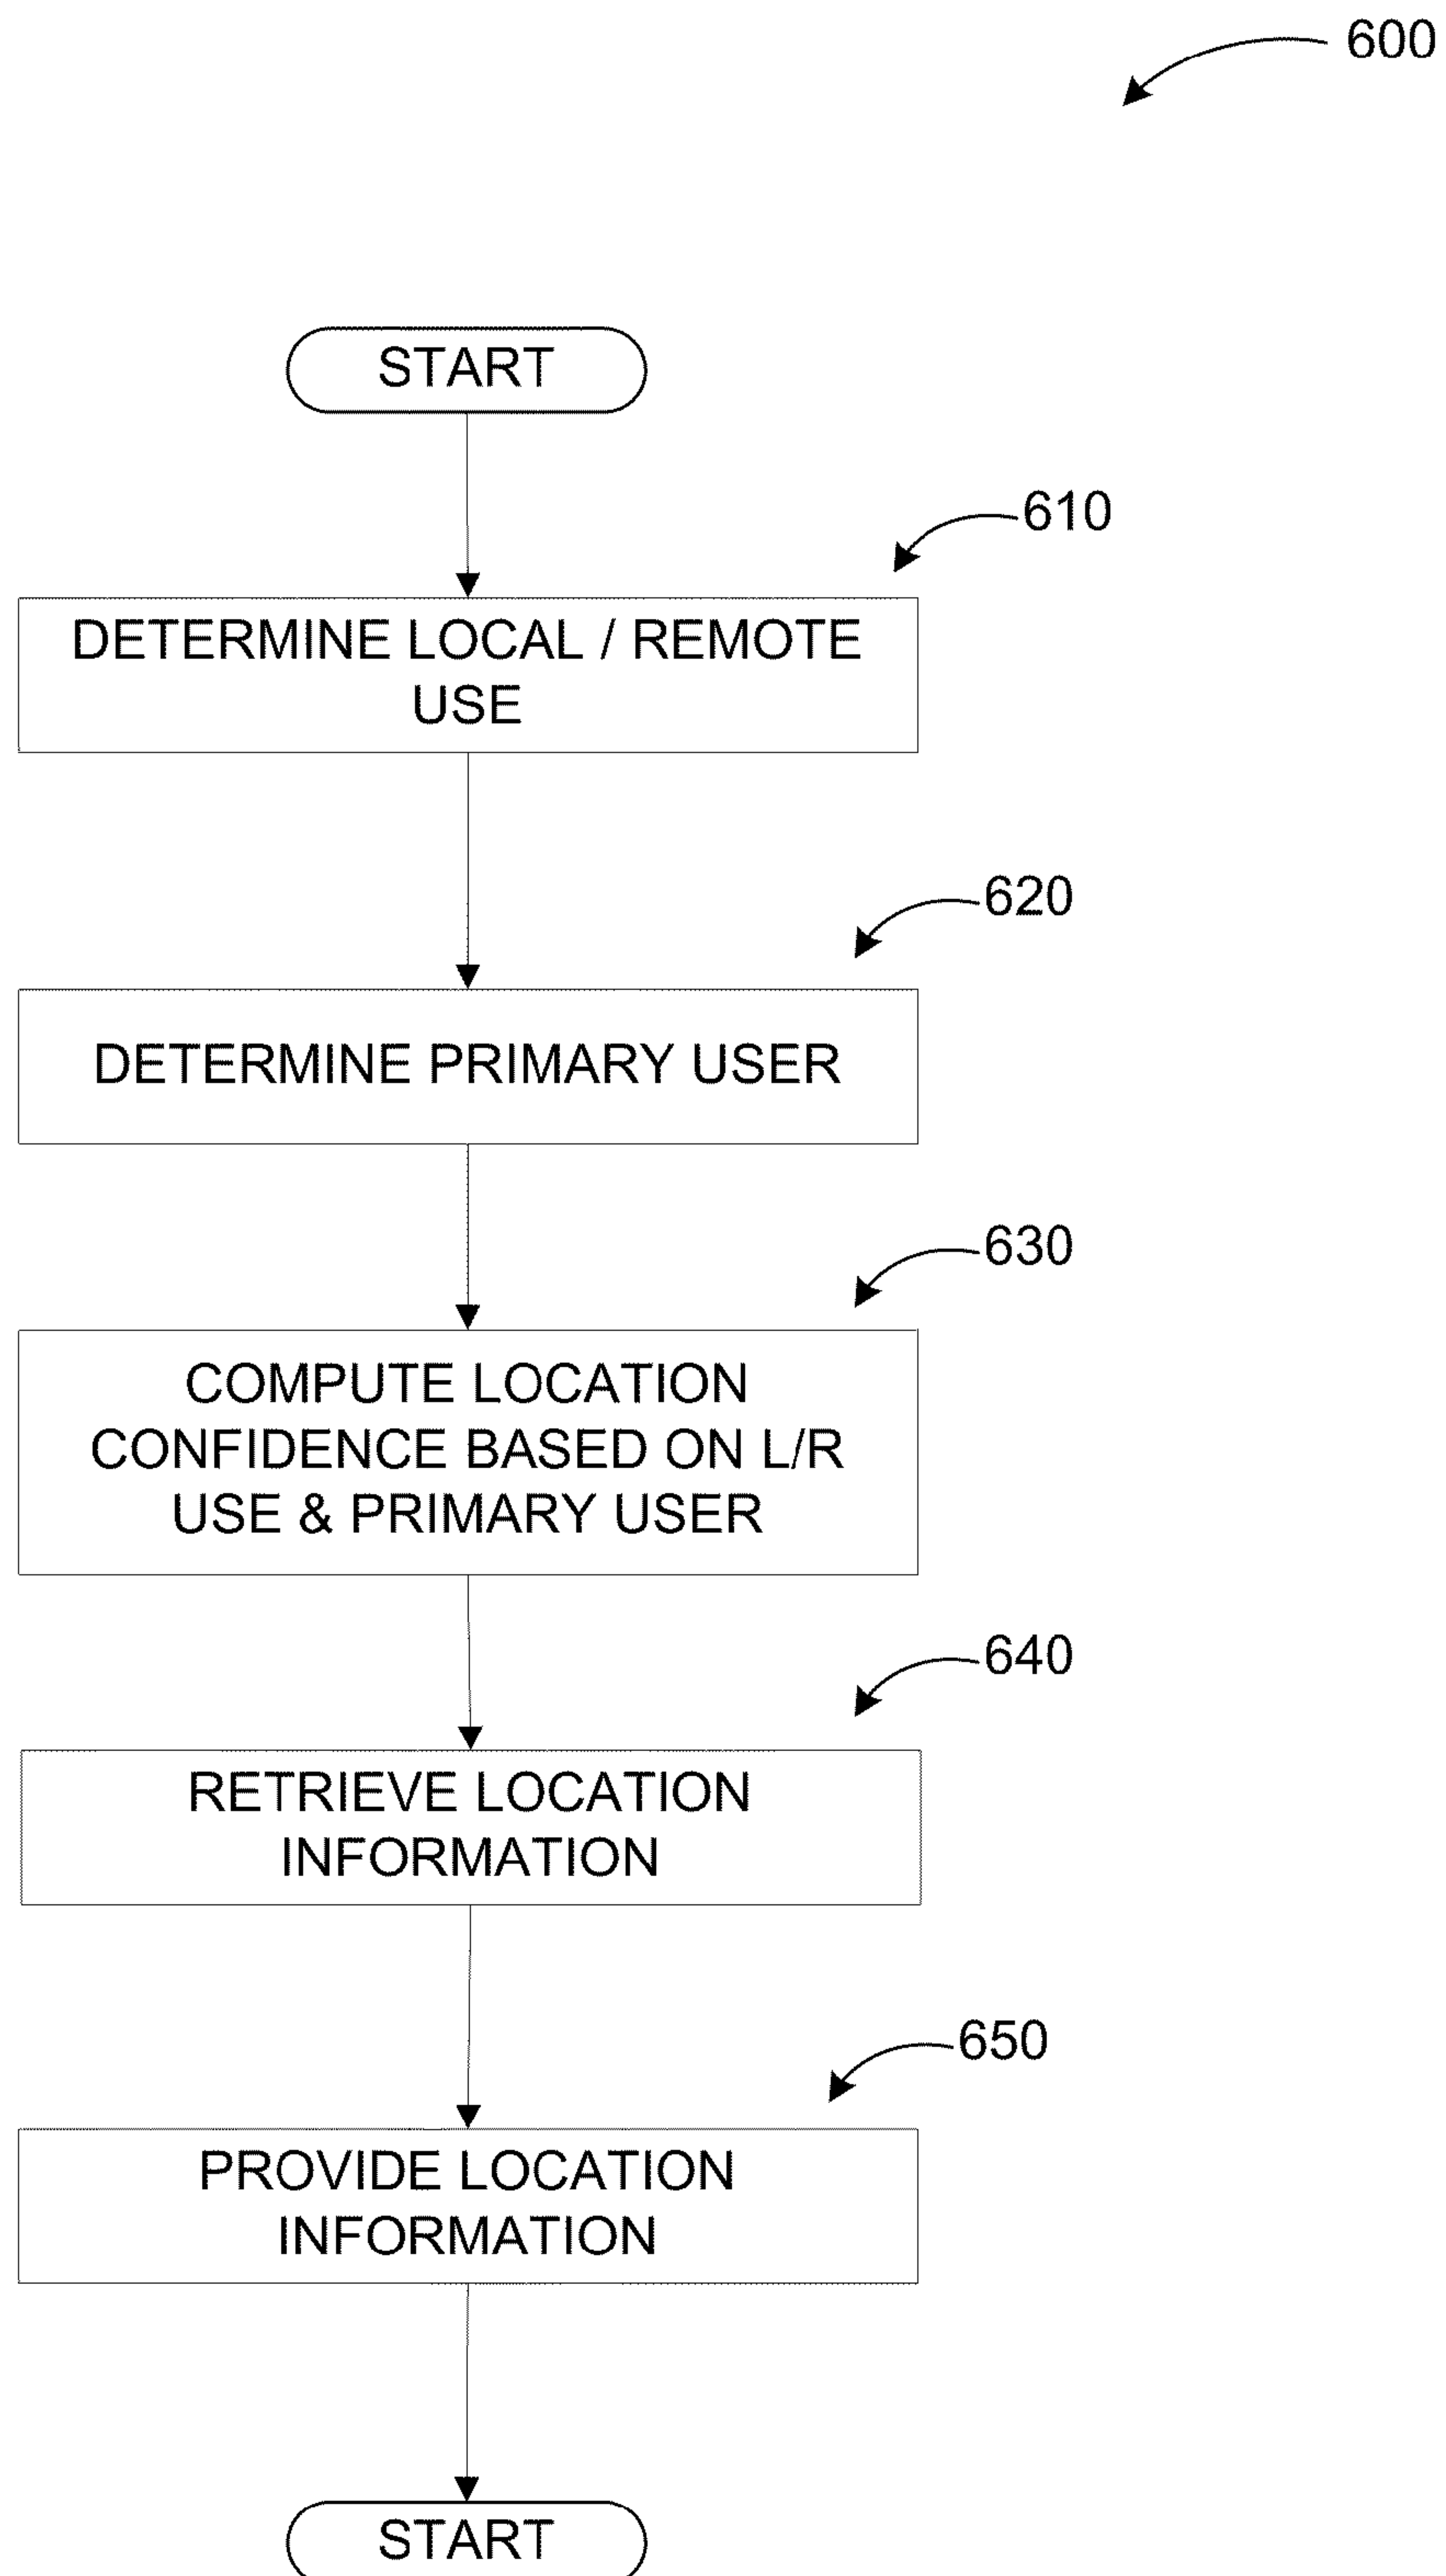 600
START
610
DETERMINE LOCAL / REMOTE
USE
620
DETERMINE PRIMARY USER
630
COMPUTE LOCATION
CONFIDENCE BASED ON L/R
USE & PRIMARY USER
640
RETRIEVE LOCATION
INFORMATION
650
PROVIDE LOCATION
INFORMATION
START